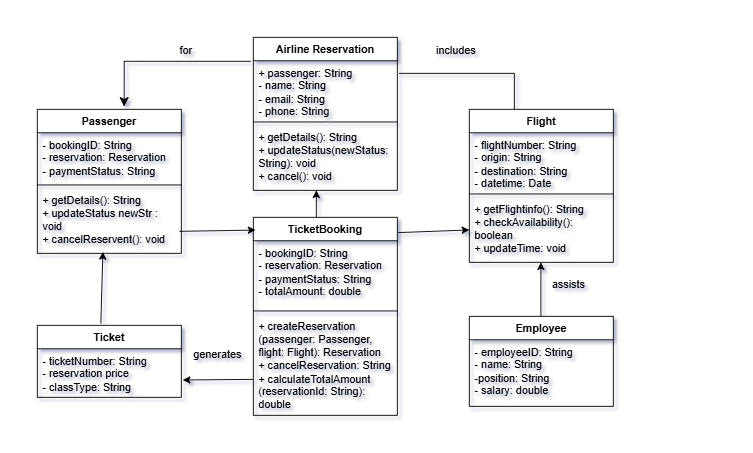 for
Airline Reservation
includes
+ passenger: String
- name: String
- email: String
- phone: String
+ getDetails(): String
+ updateStatus(newStatus:
String): void
+ cancel(): void
Passenger
- bookingID: String
- reservation: Reservation
- paymentStatus: String
+ getDetails(): String
+ updateStatus newStr :
void
+ cancelReservent(): void
Flight
- flightNumber: String
- origin: String
- destination: String
- datetime: Date
+ getFlightinfo(): String
+ checkAvailability():
boolean
+ updateTime: void
TicketBooking
- bookingID: String
- reservation: Reservation
- paymentStatus: String
- totalAmount: double
+ createReservation
(passenger: Passenger,
flight: Flight): Reservation
+ cancelReservation: String
+ calculateTotalAmount
(reservationId: String):
double
assists
Ticket
- ticketNumber: String
- reservation price
- classType: String
generates
Employee
- employeeID: String
- name: String
-position: String
- salary: double